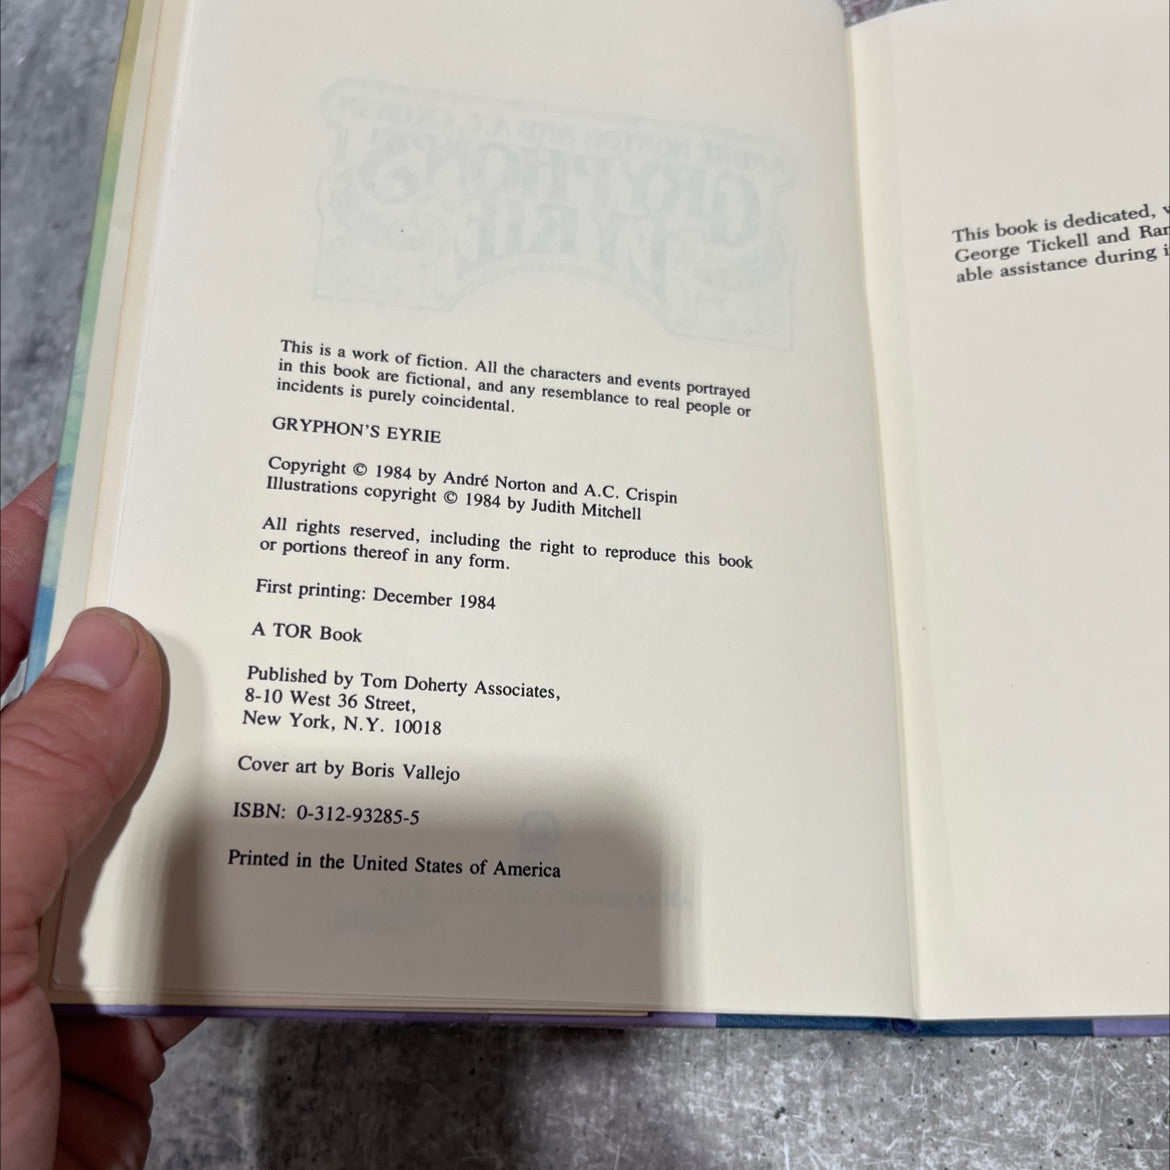 This is a work of fiction. All the characters and events portrayed
in this book are fictional, and any resemblance to real people or
incidents is purely coincidental.
GRYPHON'S EYRIE
Copyright © 1984 by André Norton and A.C. Crispin
Illustrations copyright © 1984 by Judith Mitchell
All rights reserved, including the right to reproduce this book
or portions thereof in any form.
First printing: December 1984
A TOR Book
Published by Tom Doherty Associates,
8-10 West 36 Street,
New York, N.Y. 10018
Cover art by Boris Vallejo
ISBN: 0-312-93285-5
Printed in the United States of America
This book is dedicated,
George Tickell and
able assistance during